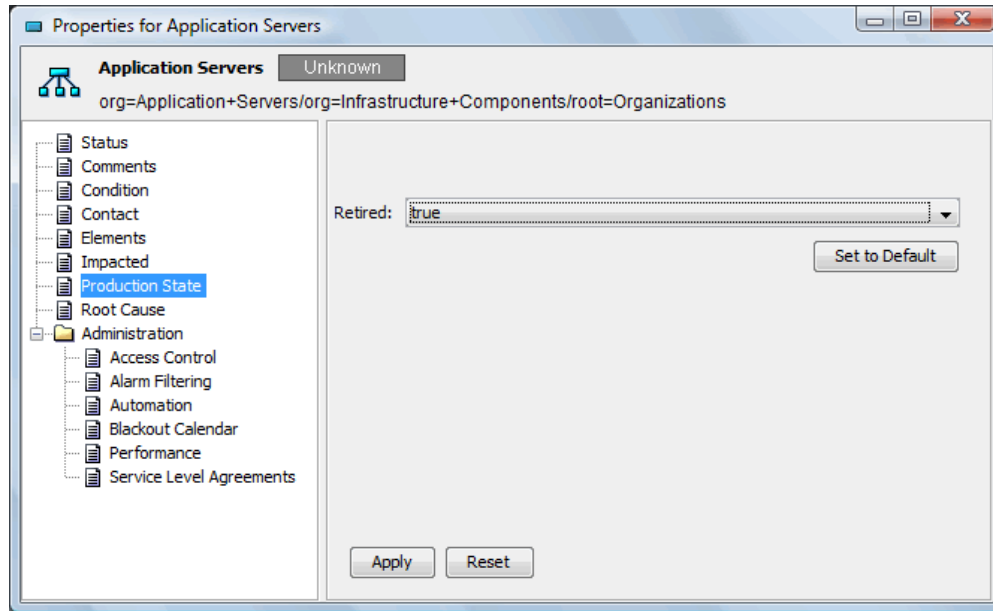 Properties for Application Servers
Application Servers Unknown
org=Application+Servers/org=Infrastructure+Components/root=Organizations
Status
Comments
Condition
Contact
Elements
Impacted
Production State
Root Cause
Administration
Access Control
Alarm Filtering
Automation
Blackout Calendar
Performance
Service Level Agreements
Retired: true
Set to Default
Apply Reset